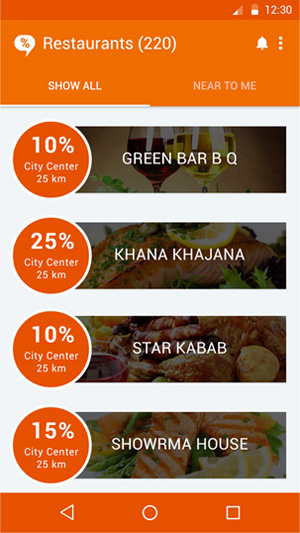 12:30
%
Restaurants (220)
SHOW ALL
NEAR TO ME
10%
City Center
25 km
GREEN BAR B Q
25%
City Center
25 km
KHANA KHAJANA
10%
City Center
25 km
STAR KABAB
15%
City Center
25 km
SHOWRMA HOUSE